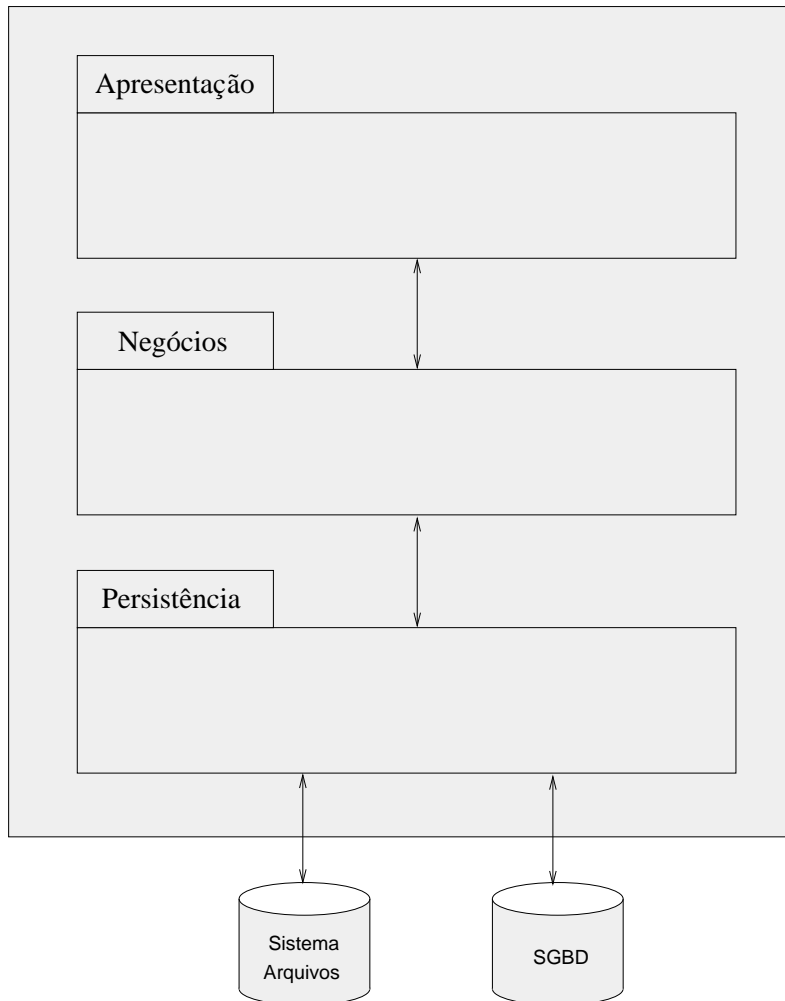 Apresentação
Negócios
Persistência
Sistema
Arquivos
SGBD